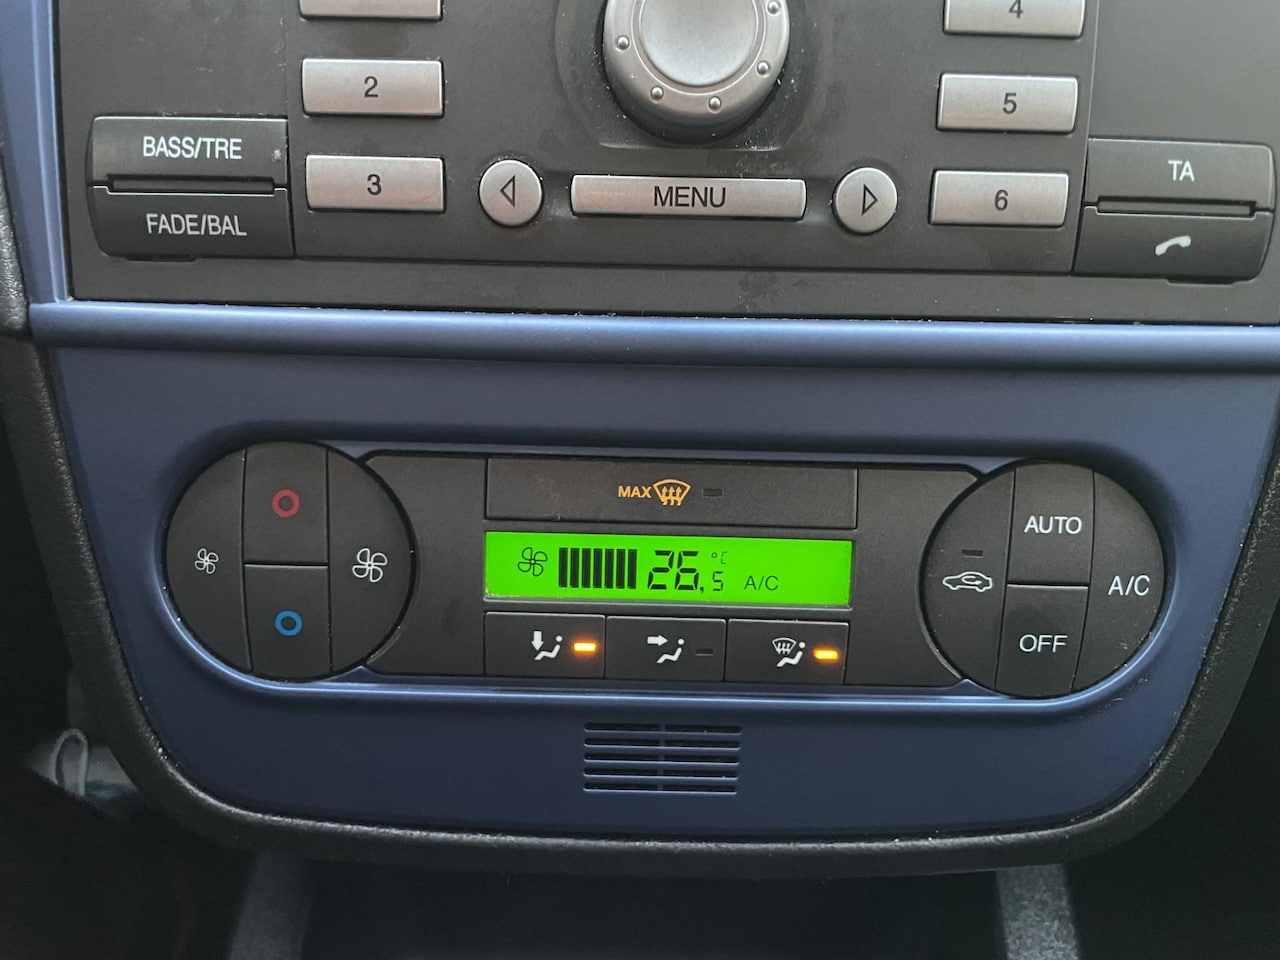 4
2
5
BASS/TRE
3
TA
MENU
6
FADE/BAL
MAX
AUTO
26,5 °C A/C
A/C
OFF